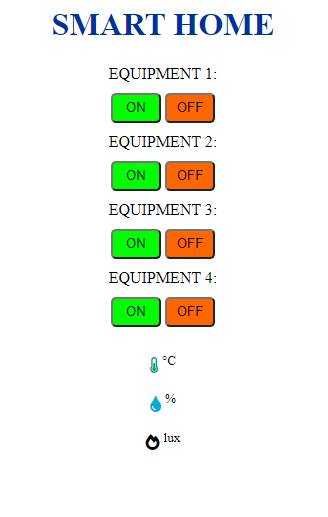 SMART HOME
EQUIPMENT 1:
ON OFF
EQUIPMENT 2:
ON OFF
EQUIPMENT 3:
ON OFF
EQUIPMENT 4:
ON OFF
°C
%
lux